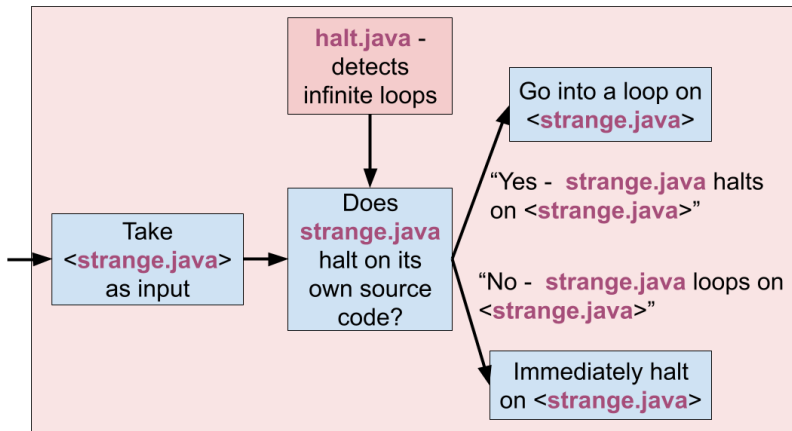 halt.java -
detects
infinite loops
Take
<strange.java>
as input
Does
strange.java
halt on its
own source
code?
Go into a loop on
<strange.java>
“Yes - strange.java halts
on <strange.java>”
“No - strange.java loops on
<strange.java>”
Immediately halt
on <strange.java>